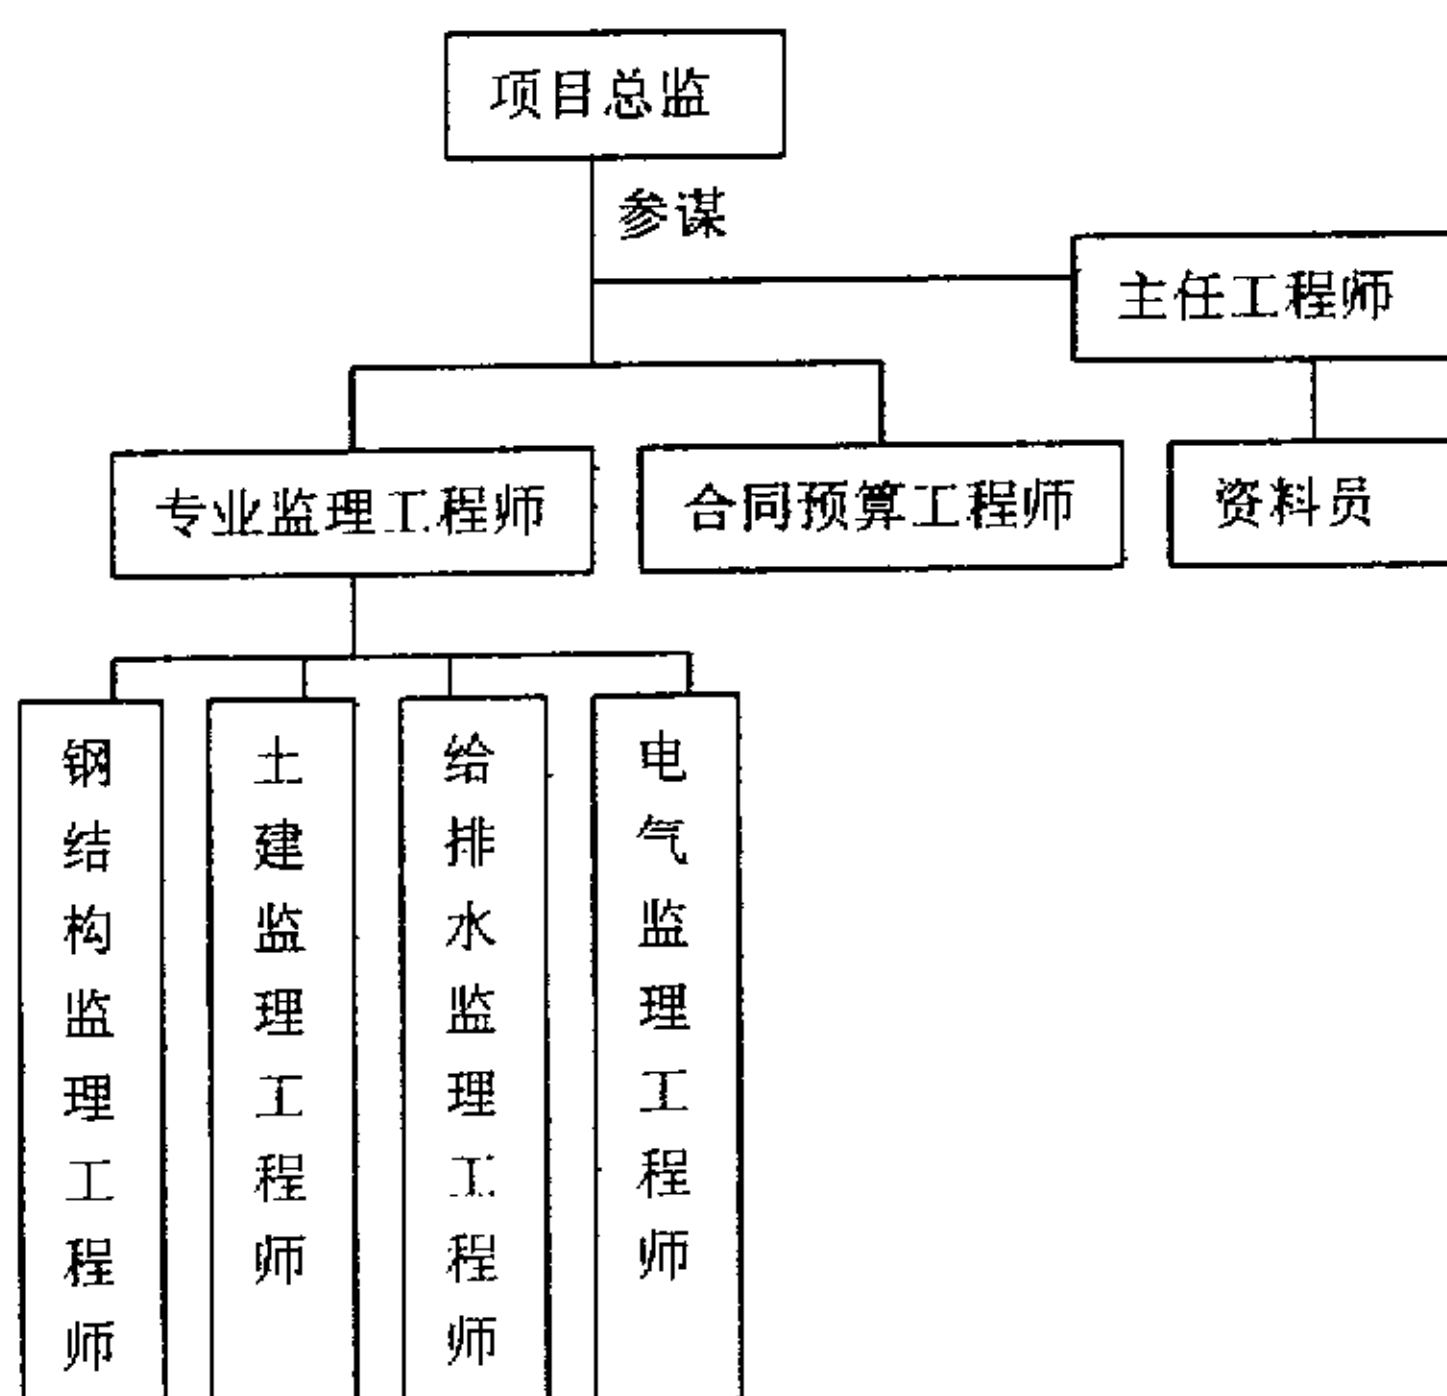 项目总监
参谋
主任工程师
专业监理工程师
合同预算工程师
资料员
钢结构监理工程师
土建监理工程师
给排水监理工程师
电气监理工程师